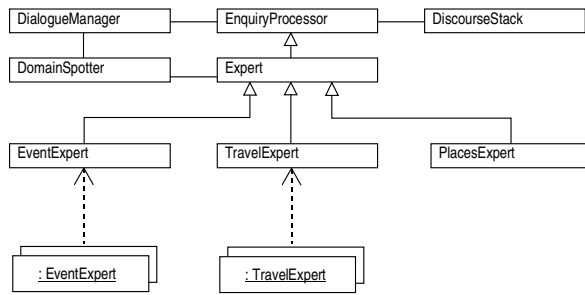 DialogueManager
EnquiryProcessor
DiscourseStack
DomainSpotter
Expert
EventExpert
TravelExpert
PlacesExpert
: EventExpert
: TravelExpert